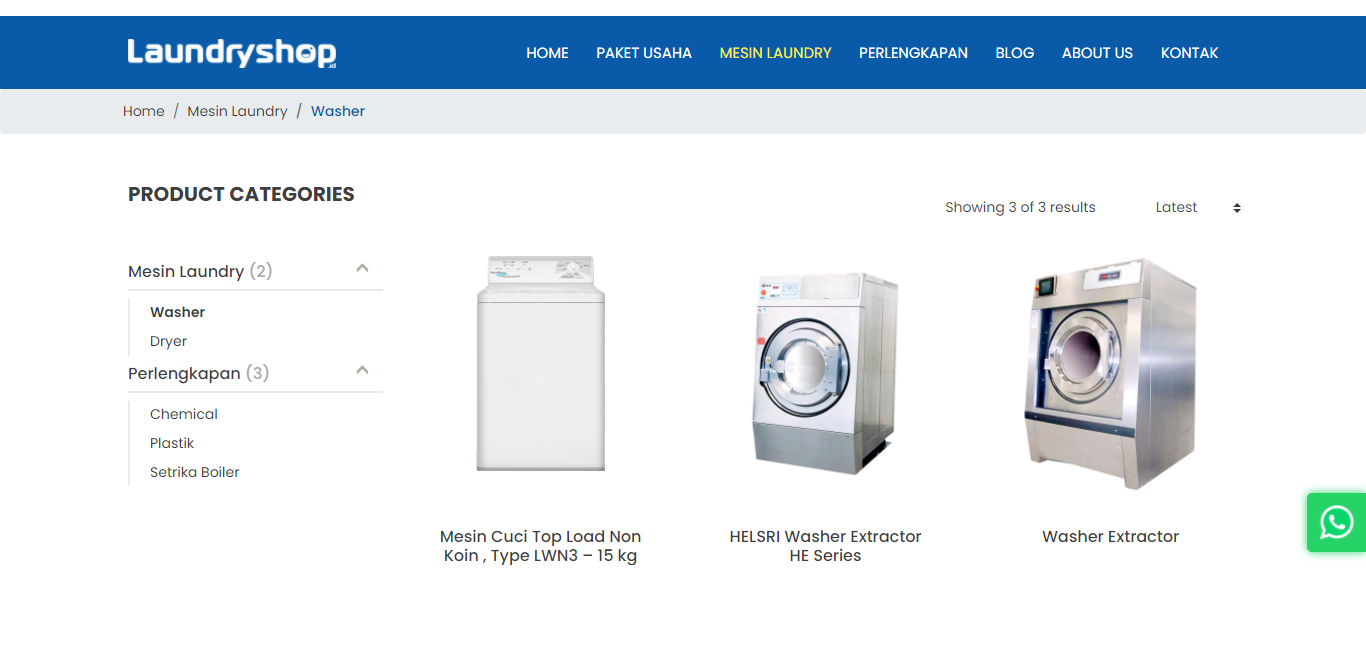 Laundryshop
.id
HOME PAKET USAHA MESIN LAUNDRY PERLENGKAPAN BLOG ABOUT US KONTAK
Home / Mesin Laundry / Washer
PRODUCT CATEGORIES
Showing 3 of 3 results Latest
Mesin Laundry (2)
Washer
Dryer
Perlengkapan (3)
Chemical
Plastik
Setrika Boiler
Mesin Cuci Top Load Non
Koin , Type LWN3 – 15 kg
HELSRI Washer Extractor
HE Series
Washer Extractor